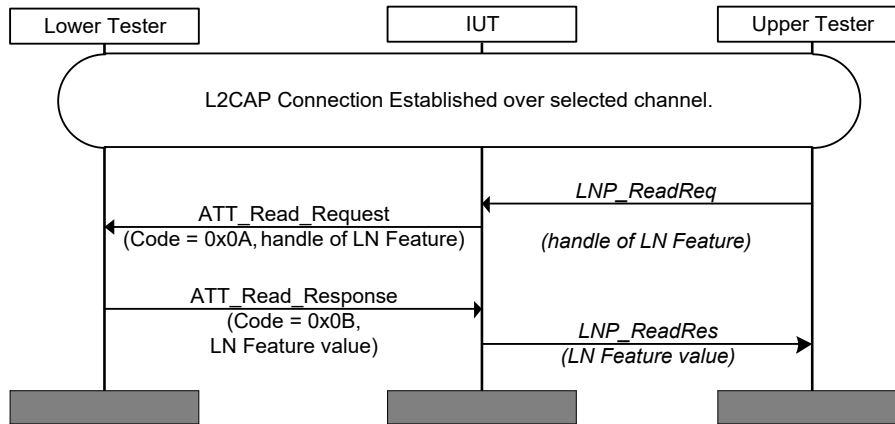 Lower Tester
IUT
Upper Tester
L2CAP Connection Established over selected channel.
LNP_ReadReq
(handle of LN Feature)
ATT_Read_Request
(Code = 0x0A, handle of LN Feature)
ATT_Read_Response
(Code = 0x0B,
LN Feature value)
LNP_ReadRes
(LN Feature value)